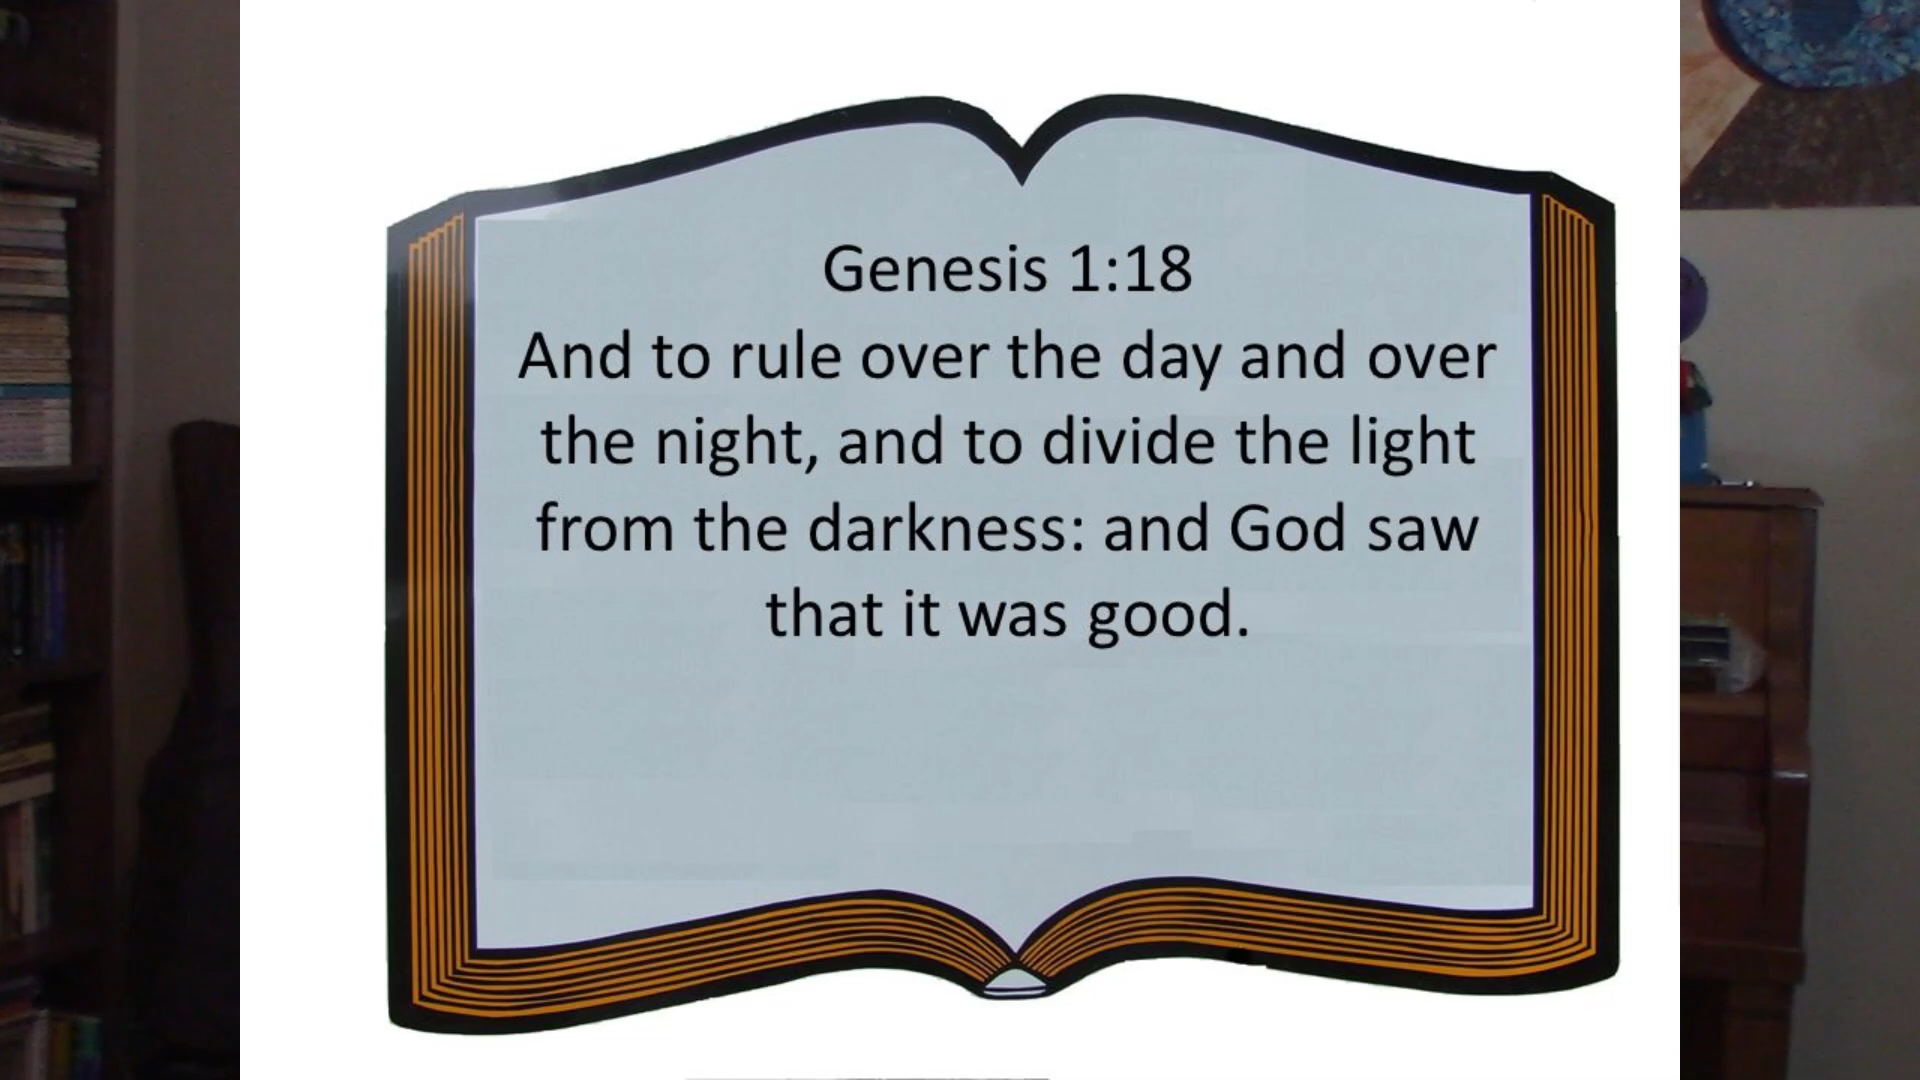 Genesis 1:18
And to rule over the day and over
the night, and to divide the light
from the darkness: and God saw
that it was good.